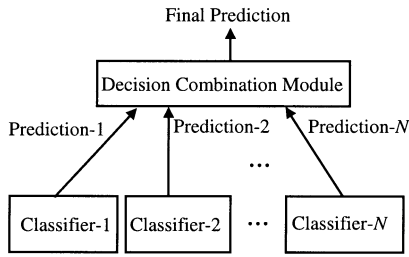 Final Prediction
Decision Combination Module
Prediction-1 Prediction-2 Prediction-N
...
Classifier-1 Classifier-2 ... Classifier-N